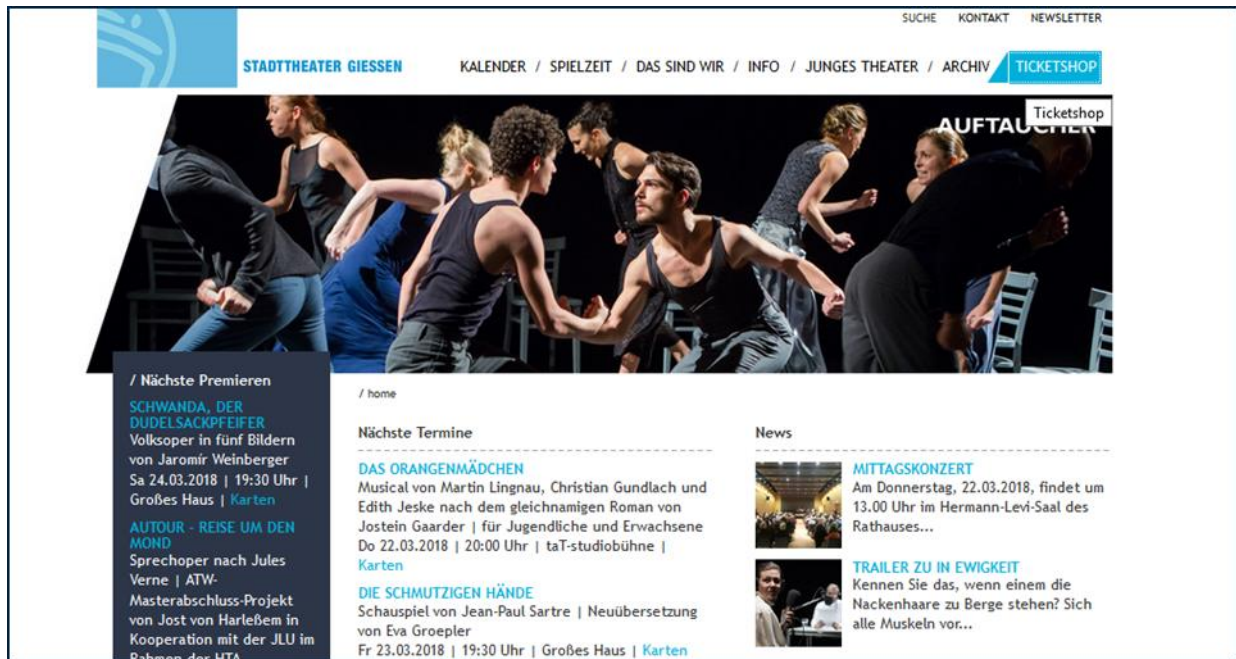 SUCHE KONTAKT NEWSLETTER
STADTTHEATER GIESSEN
KALENDER / SPIELZEIT / DAS SIND WIR / INFO / JUNGES THEATER / ARCHIV TICKETSHOP
Ticketshop
AUFTAUCHER
/ Nächste Premieren
SCHWANDA, DER
DUDELSACKPFEIFER
Volksoper in fünf Bildern
von Jaromír Weinberger
Sa 24.03.2018 | 19:30 Uhr |
Großes Haus | Karten
AUTOUR - REISE UM DEN
MOND
Sprechoper nach Jules
Verne | ATW-
Masterabschluss-Projekt
von Jost von Harleßem in
Kooperation mit der JLU im
Rahmen der HTA
/ home
Nächste Termine
DAS ORANGENMÄDCHEN
Musical von Martin Lingnau, Christian Gundlach und
Edith Jeske nach dem gleichnamigen Roman von
Jostein Gaarder | für Jugendliche und Erwachsene
Do 22.03.2018 | 20:00 Uhr | taT-studiobühne |
Karten
DIE SCHMUTZIGEN HÄNDE
Schauspiel von Jean-Paul Sartre | Neuübersetzung
von Eva Groepler
Fr 23.03.2018 | 19:30 Uhr | Großes Haus | Karten
News
MITTAGSKONZERT
Am Donnerstag, 22.03.2018, findet um
13.00 Uhr im Hermann-Levi-Saal des
Rathauses...
TRAILER ZU IN EWIGKEIT
Kennen Sie das, wenn einem die
Nackenhaare zu Berge stehen? Sich
alle Muskeln vor...